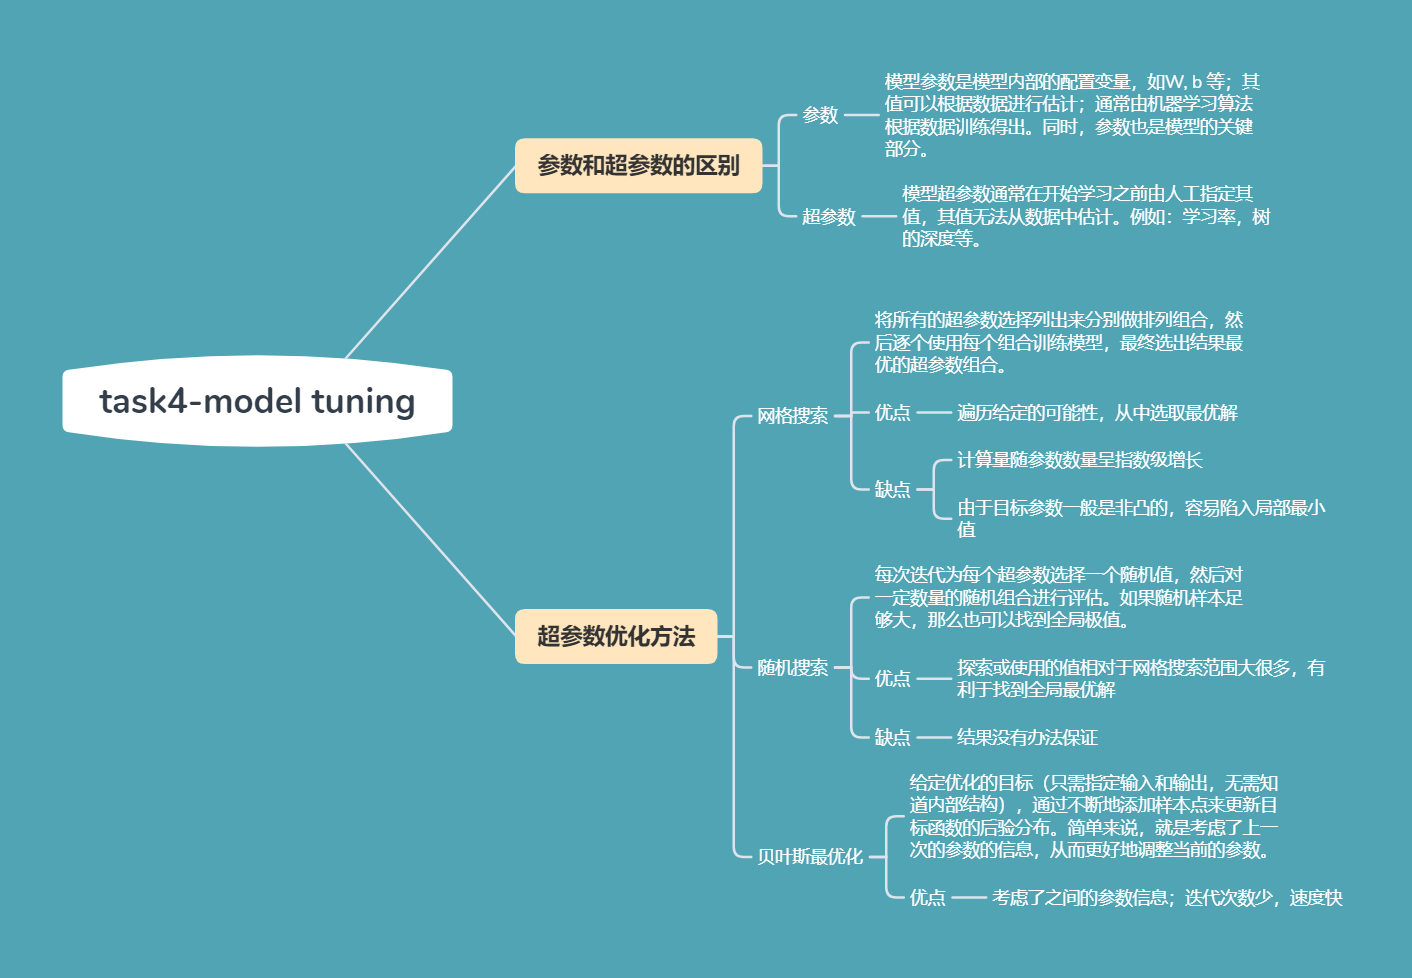 task4-model tuning
参数和超参数的区别
参数
模型参数是模型内部的配置变量，如W, b 等；其
值可以根据数据进行估计；通常由机器学习算法
根据数据训练得出。同时，参数也是模型的关键
部分。
超参数
模型超参数通常在开始学习之前由人工指定其
值，其值无法从数据中估计。例如：学习率，树
的深度等。
超参数优化方法
网格搜索
将所有的超参数选择列出来分别做排列组合，然
后逐个使用每个组合训练模型，最终选出结果最
优的超参数组合。
优点
遍历给定的可能性，从中选取最优解
缺点
计算量随参数数量呈指数级增长
由于目标参数一般是非凸的，容易陷入局部最小
值
随机搜索
每次迭代为每个超参数选择一个随机值，然后对
一定数量的随机组合进行评估。如果随机样本足
够大，那么也可以找到全局极值。
优点
探索或使用的值相对于网格搜索范围大很多，有
利于找到全局最优解
缺点
结果没有办法保证
贝叶斯最优化
给定优化的目标（只需指定输入和输出，无需知
道内部结构），通过不断地添加样本点来更新目
标函数的后验分布。简单来说，就是考虑了上一
次的参数的信息，从而更好地调整当前的参数。
优点
考虑了之间的参数信息；迭代次数少，速度快